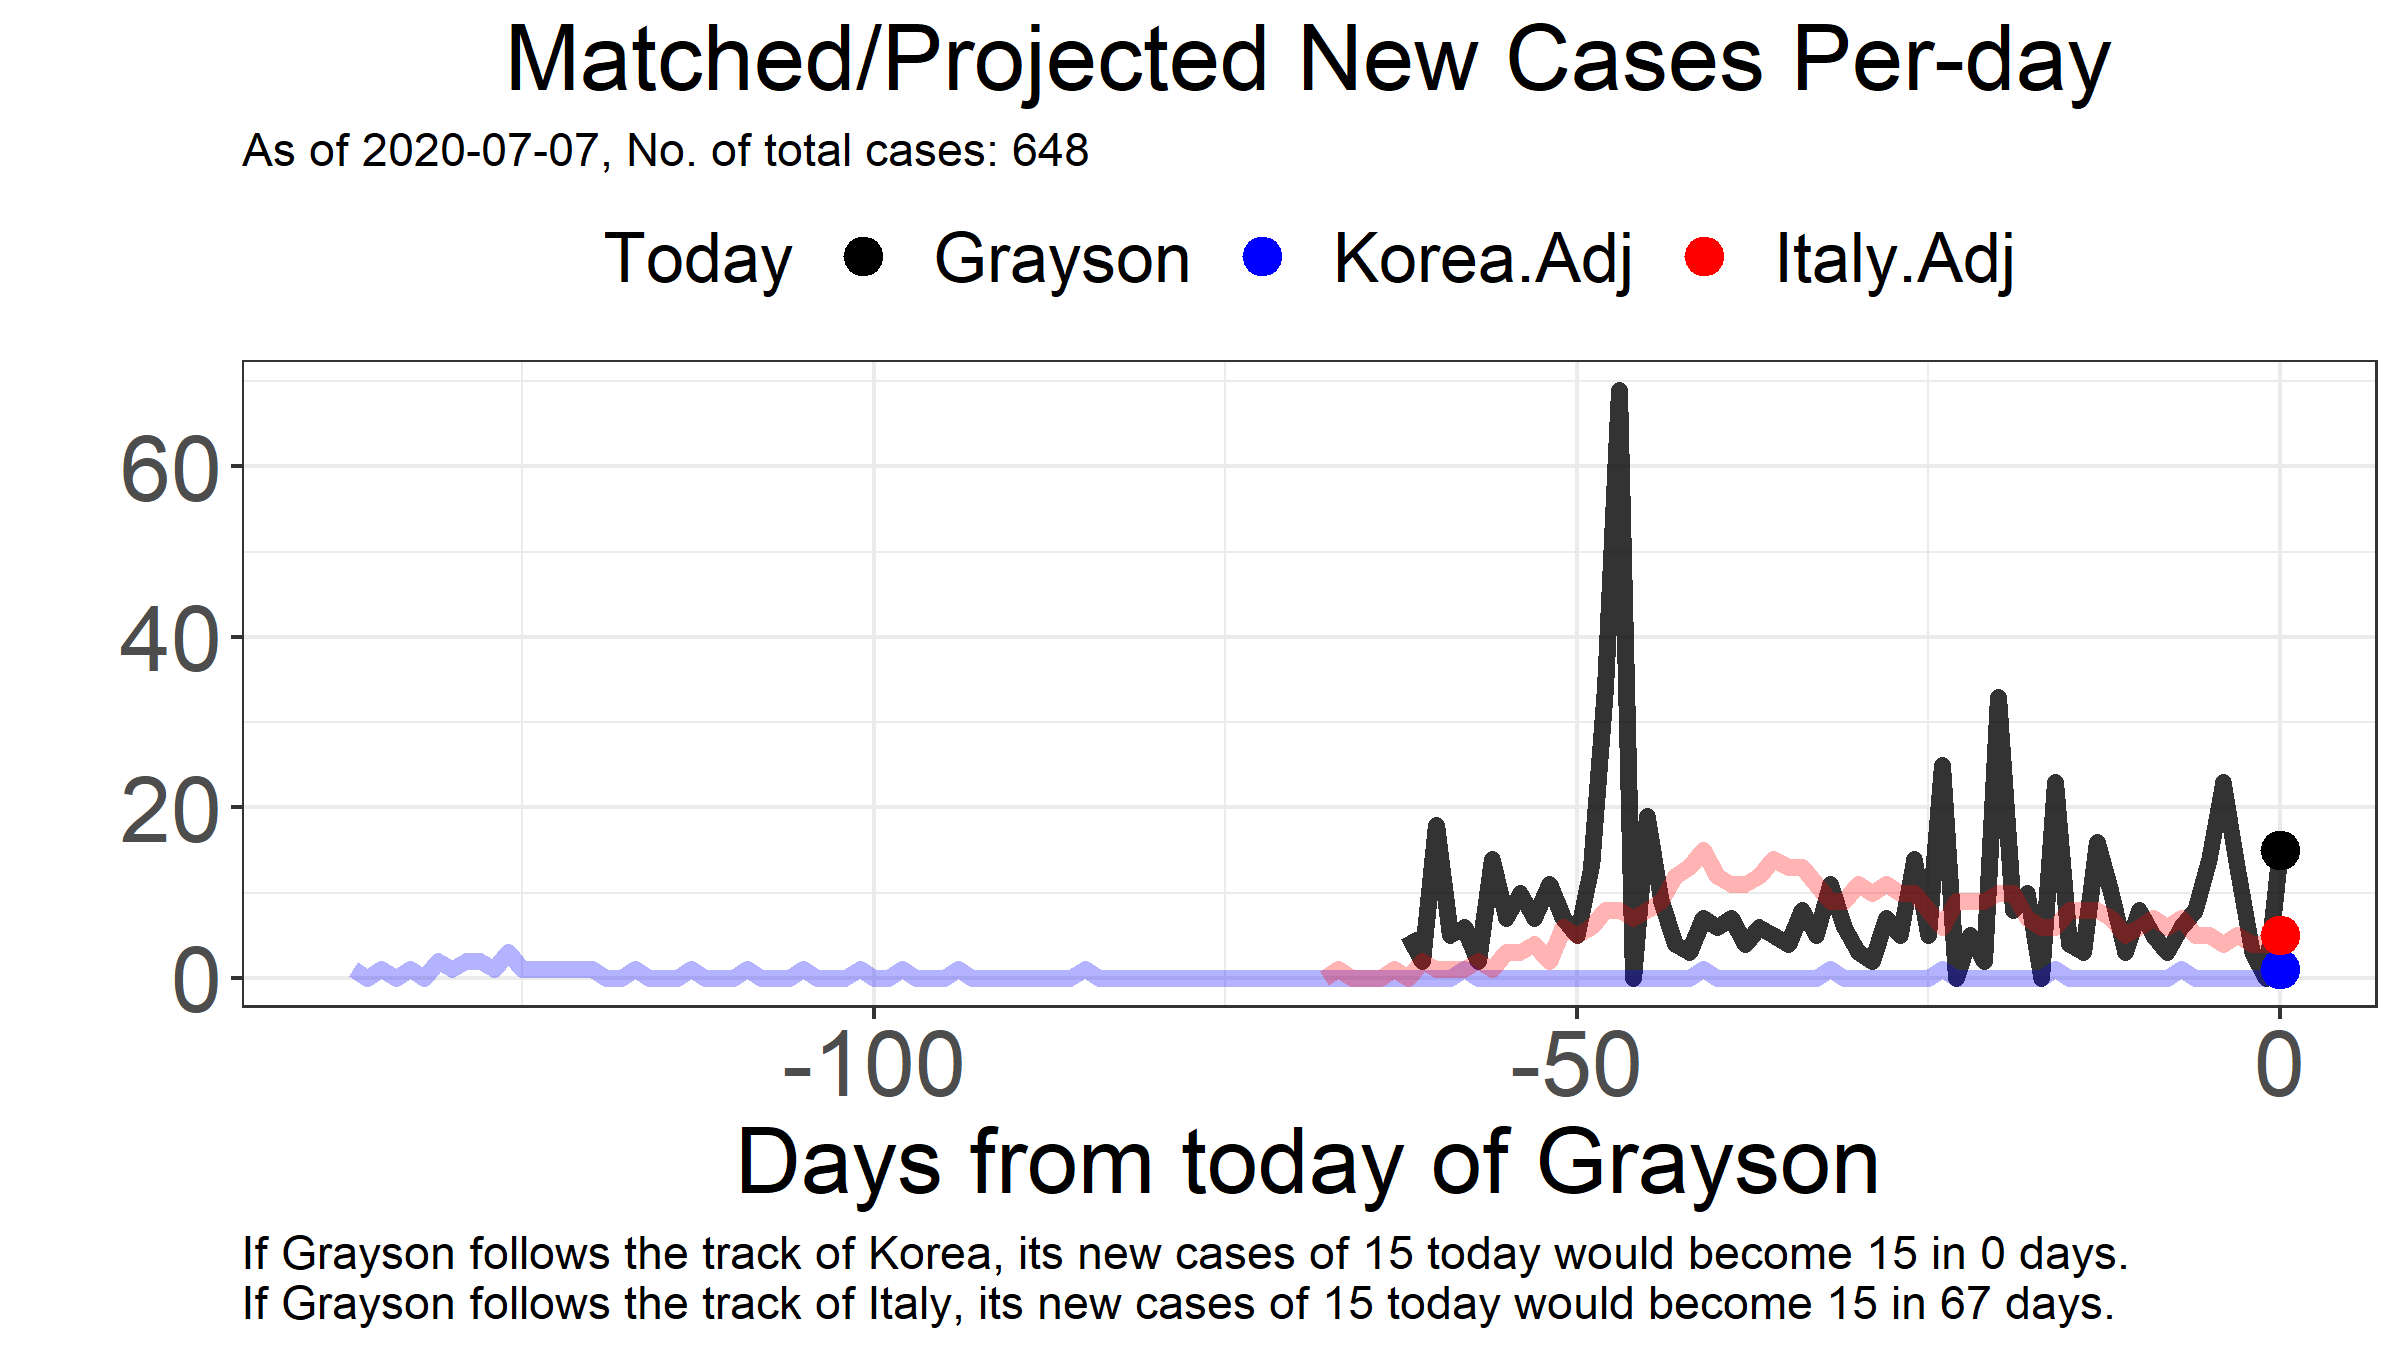 Matched/Projected New Cases Per-day
As of 2020-07-07, No. of total cases: 648
Today Grayson Korea.Adj Italy.Adj
60
40
20
0
-100 -50 0
Days from today of Grayson
If Grayson follows the track of Korea, its new cases of 15 today would become 15 in 0 days.
If Grayson follows the track of Italy, its new cases of 15 today would become 15 in 67 days.